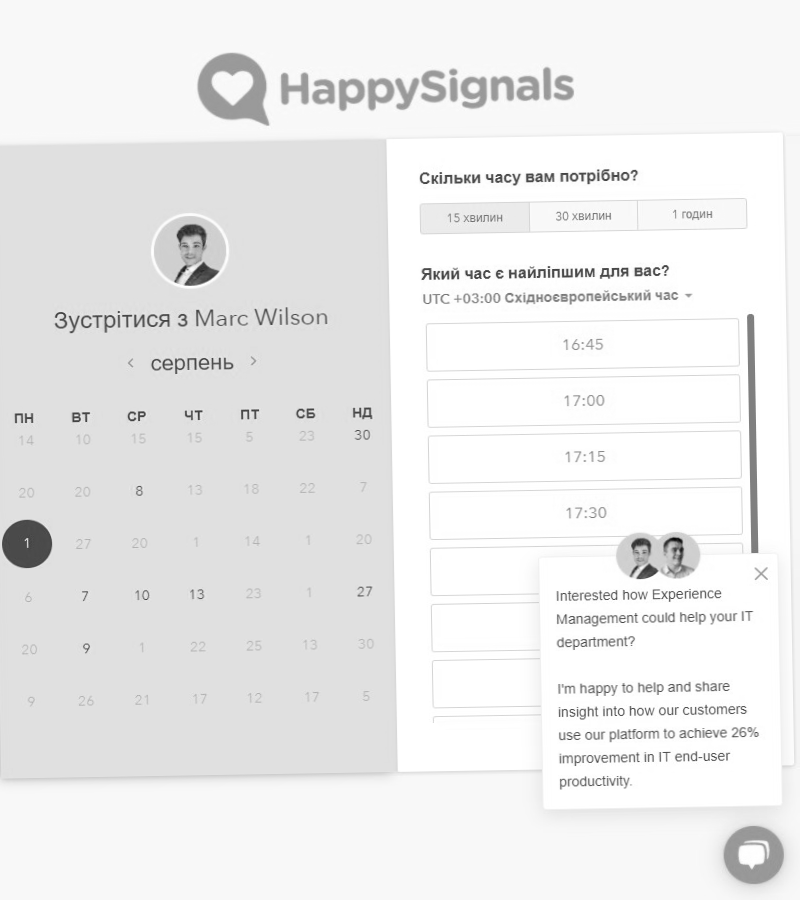 HappySignals
Зустрітися з Marc Wilson
серпень
ПН ВТ СР ЧТ ПТ СБ НД
14 10 15 15 5 23 30
20 20 8 13 18 22 7
1 27 20 1 14 1 20
6 7 10 13 23 1 27
20 9 1 22 25 13 30
9 26 21 17 12 17 5
Скільки часу вам потрібно?
15 хвилин 30 хвилин 1 годин
Який час є найліпшим для вас?
UTC +03:00 Східноєвропейський час
16:45
17:00
17:15
17:30
Interested how Experience
Management could help your IT
department?
I'm happy to help and share
insight into how our customers
use our platform to achieve 26%
improvement in IT end-user
productivity.